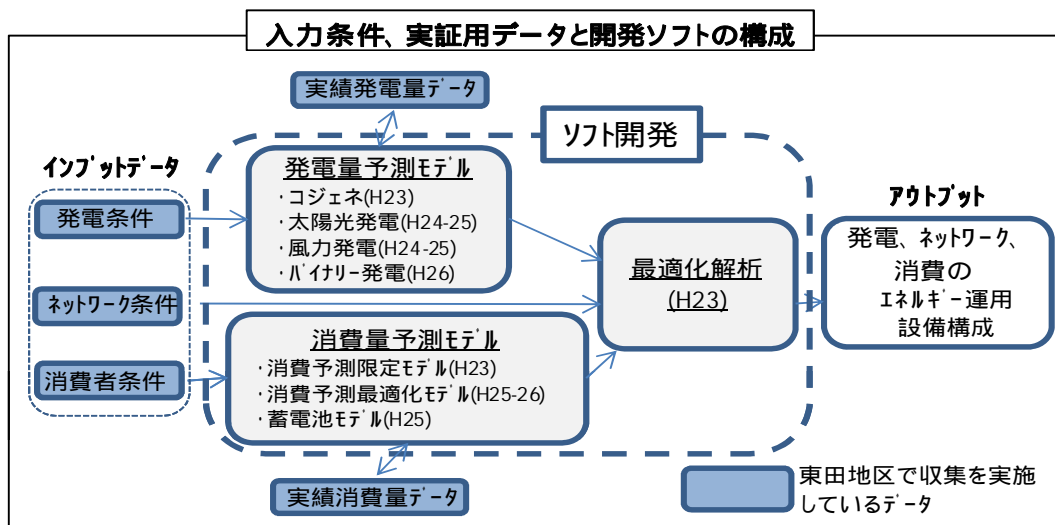 入力条件、実証用データと開発ソフトの構成
実績発電量ﾃﾞｰﾀ
ｿﾌﾄ開発
ｲﾝﾌﾟｯﾄﾃﾞｰﾀ
発電条件
ﾈｯﾄﾜｰｸ条件
消費者条件
発電量予測ﾓﾃﾞﾙ
･コジェネ(H23)
･太陽光発電(H24-25)
･風力発電(H24-25)
･ﾊﾞｲﾅﾘー発電(H26)
消費量予測ﾓﾃﾞﾙ
･消費予測限定ﾓﾃﾞﾙ(H23)
･消費予測最適化ﾓﾃﾞﾙ(H25-26)
･蓄電池ﾓﾃﾞﾙ(H25)
実績消費量ﾃﾞｰﾀ
最適化解析
(H23)
ｱｳﾄﾌﾟｯﾄ
発電、ﾈｯﾄﾜｰｸ、
消費の
ｴﾈﾙｷﾞｰ運用
設備構成
東田地区で収集を実施
しているﾃﾞｰﾀ